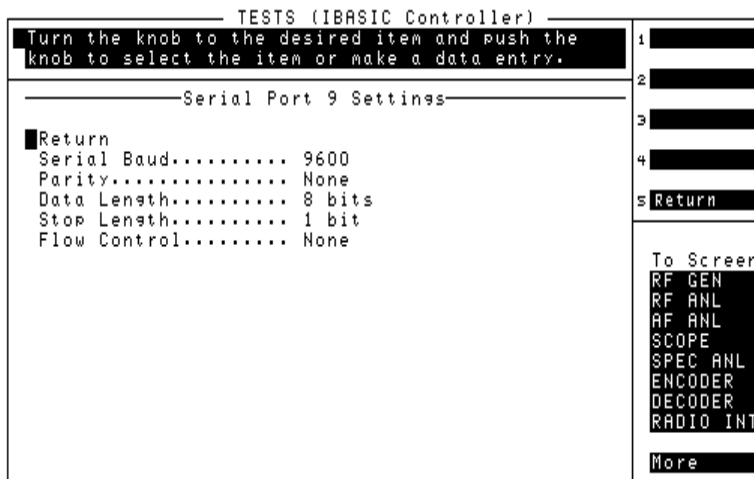 TESTS (IBASIC Controller)
Turn the knob to the desired item and push the
knob to select the item or make a data entry.
Serial Port 9 Settings
Return
Serial Baud.......... 9600
Parity............... None
Data Length.......... 8 bits
Stop Length.......... 1 bit
Flow Control......... None
1
2
3
4
5 Return
To Screen
RF GEN
RF ANL
AF ANL
SCOPE
SPEC ANL
ENCODER
DECODER
RADIO INT
More